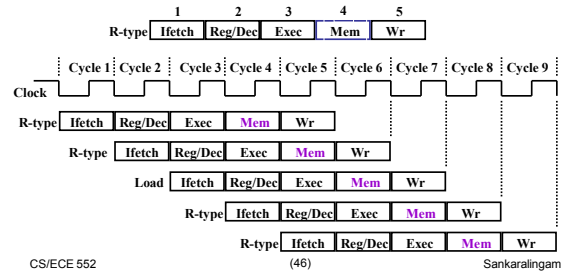 1 2 3 4 5
R-type Ifetch Reg/Dec Exec Mem Wr
Cycle 1 Cycle 2 Cycle 3 Cycle 4 Cycle 5 Cycle 6 Cycle 7 Cycle 8 Cycle 9
Clock
R-type Ifetch Reg/Dec Exec Mem Wr
R-type Ifetch Reg/Dec Exec Mem Wr
Load Ifetch Reg/Dec Exec Mem Wr
R-type Ifetch Reg/Dec Exec Mem Wr
R-type Ifetch Reg/Dec Exec Mem Wr
CS/ECE 552 (46) Sankaralingam